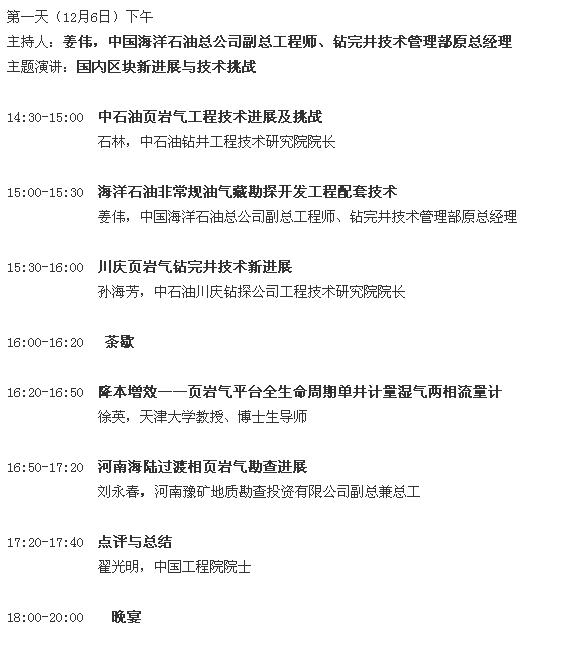 第一天（12月6日）下午
主持人：姜伟，中国海洋石油总公司副总工程师、钻完井技术管理部原总经理
主题演讲：国内区块新进展与技术挑战
14:30-15:00 中石油页岩气工程技术进展及挑战
石林，中石油钻井工程技术研究院院长
15:00-15:30 海洋石油非常规油气藏勘探开发工程配套技术
姜伟，中国海洋石油总公司副总工程师、钻完井技术管理部原总经理
15:30-16:00 川庆页岩气钻完井技术新进展
孙海芳，中石油川庆钻探公司工程技术研究院院长
16:00-16:20 茶歇
16:20-16:50 降本增效——页岩气平台全生命周期单井计量湿气两相流量计
徐英，天津大学教授、博士生导师
16:50-17:20 河南海陆过渡相页岩气勘查进展
刘永春，河南豫矿地质勘查投资有限公司副总兼总工
17:20-17:40 点评与总结
翟光明，中国工程院院士
18:00-20:00 晚宴